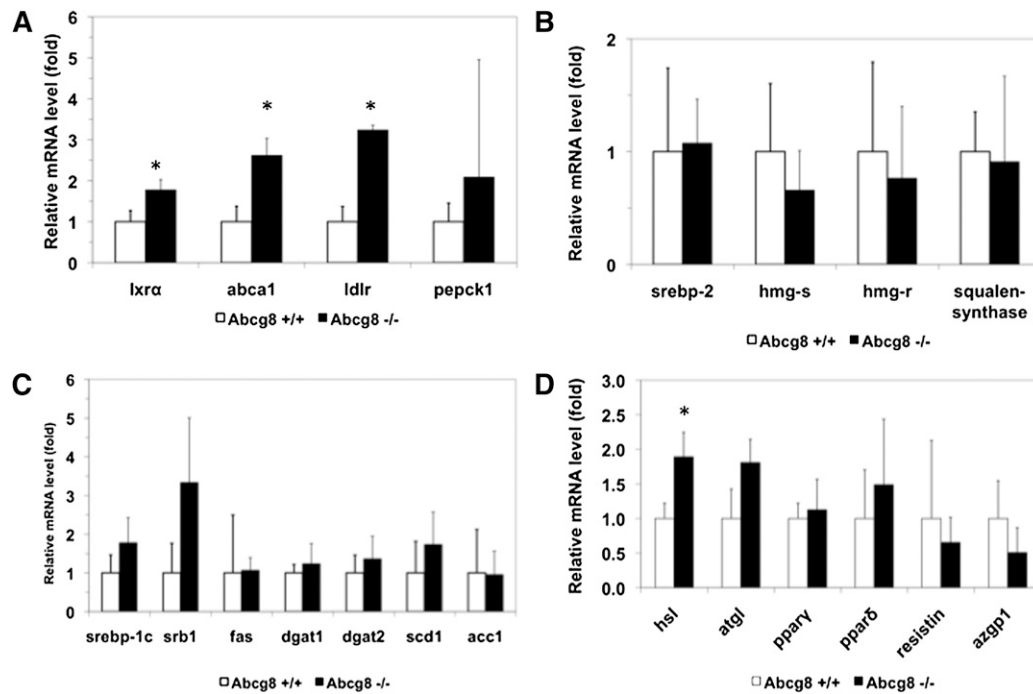 A
Relative mRNA level (fold)
6
5
4
3
2
1
0
*
*
*
lxrα abca1 ldlr pepck1
Abcg8 +/+ Abcg8 -/-
B
Relative mRNA level (fold)
2
1
0
srebp-2 hmg-s hmg-r squalen-
synthase
Abcg8 +/+ Abcg8 -/-
C
Relative mRNA level (fold)
6
5
4
3
2
1
0
srebp-1c srb1 fas dgat1 dgat2 scd1 acc1
Abcg8 +/+ Abcg8 -/-
D
Relative mRNA level (fold)
3.0
2.5
2.0
1.5
1.0
0.5
0.0
*
hsl atgl pparγ pparδ resistin azgp1
Abcg8 +/+ Abcg8 -/-